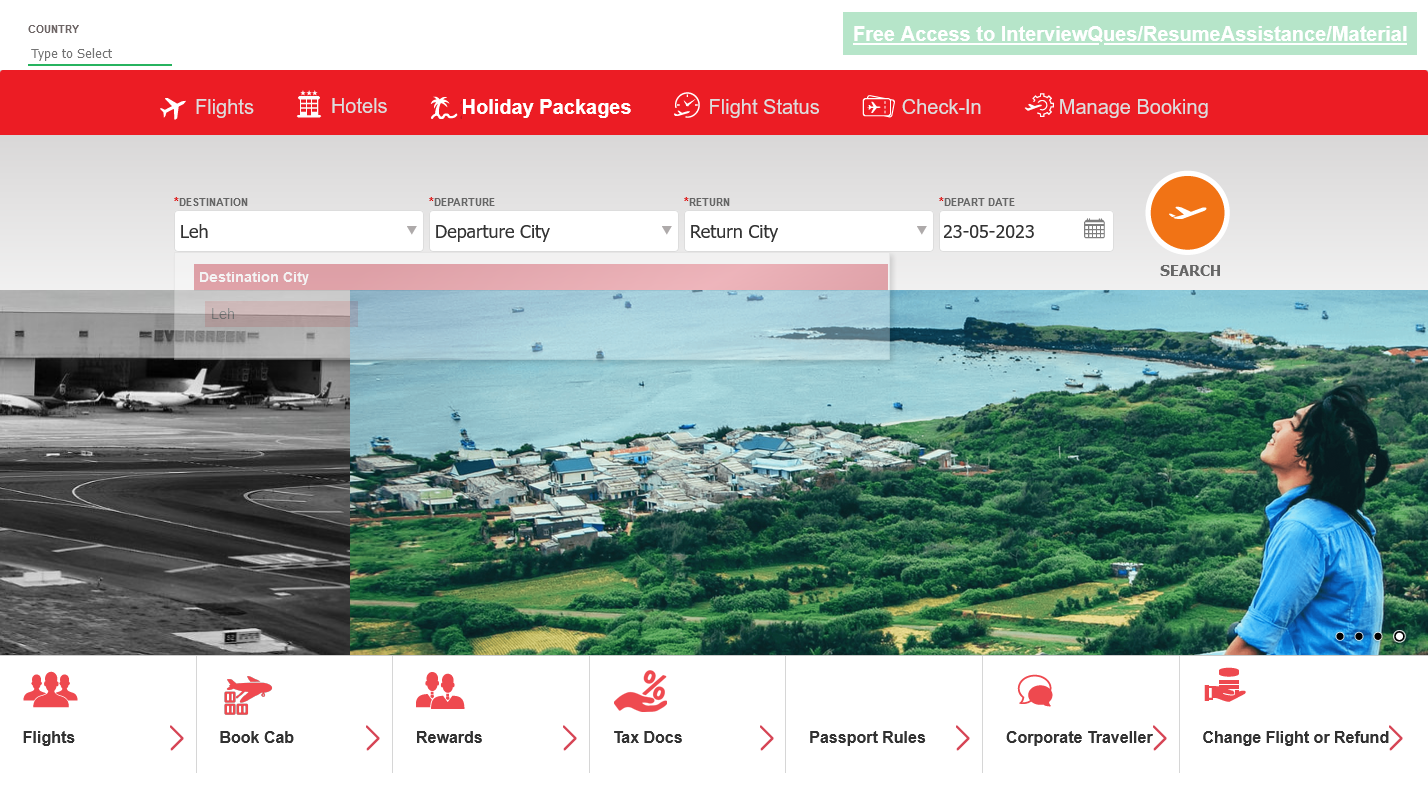 COUNTRY
Type to Select
Free Access to InterviewQues/ResumeAssistance/Material
Flights
Hotels
Holiday Packages
Flight Status
Check-In
Manage Booking
*DESTINATION
*DEPARTURE
*RETURN
*DEPART DATE
Leh
Departure City
Return City
23-05-2023
SEARCH
Destination City
Leh
EVERGREEN
Flights
Book Cab
Rewards
Tax Docs
Passport Rules
Corporate Traveller
Change Flight or Refund